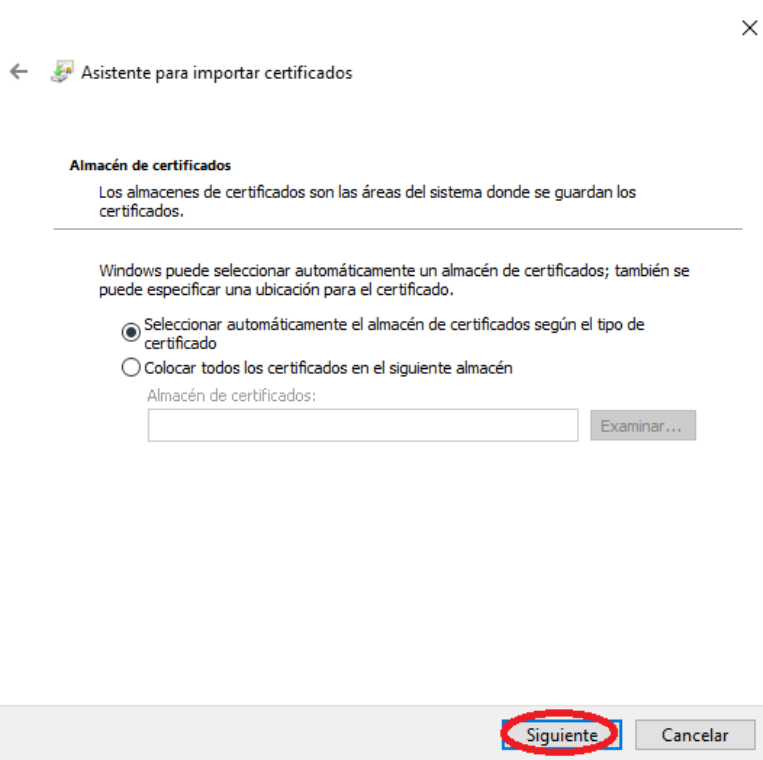 Asistente para importar certificados
Almacén de certificados
Los almacenes de certificados son las áreas del sistema donde se guardan los
certificados.
Windows puede seleccionar automáticamente un almacén de certificados; también se
puede especificar una ubicación para el certificado.
Seleccionar automáticamente el almacén de certificados según el tipo de
certificado
Colocar todos los certificados en el siguiente almacén
Almacén de certificados:
Examinar...
Siguiente
Cancelar